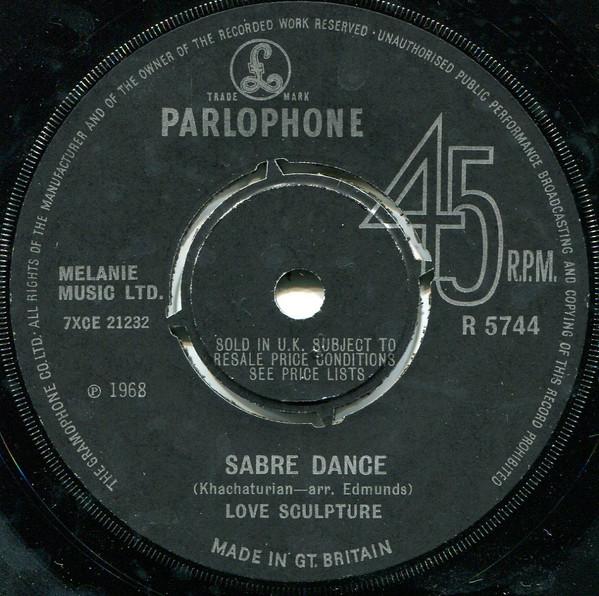 THE GRAMOPHONE CO. LTD. ALL RIGHTS OF THE MANUFACTURER AND OF THE OWNER OF THE RECORDED WORK RESERVED · UNAUTHORISED PUBLIC PERFORMANCE BROADCASTING AND COPYING OF THIS RECORD PROHIBITED
£
TRADE MARK
PARLOPHONE
45
R.P.M.
MELANIE
MUSIC LTD.
7XCE 21232
R 5744
SOLD IN U.K. SUBJECT TO
RESALE PRICE CONDITIONS
SEE PRICE LISTS
℗ 1968
SABRE DANCE
(Khachaturian—arr. Edmunds)
LOVE SCULPTURE
MADE IN GT. BRITAIN